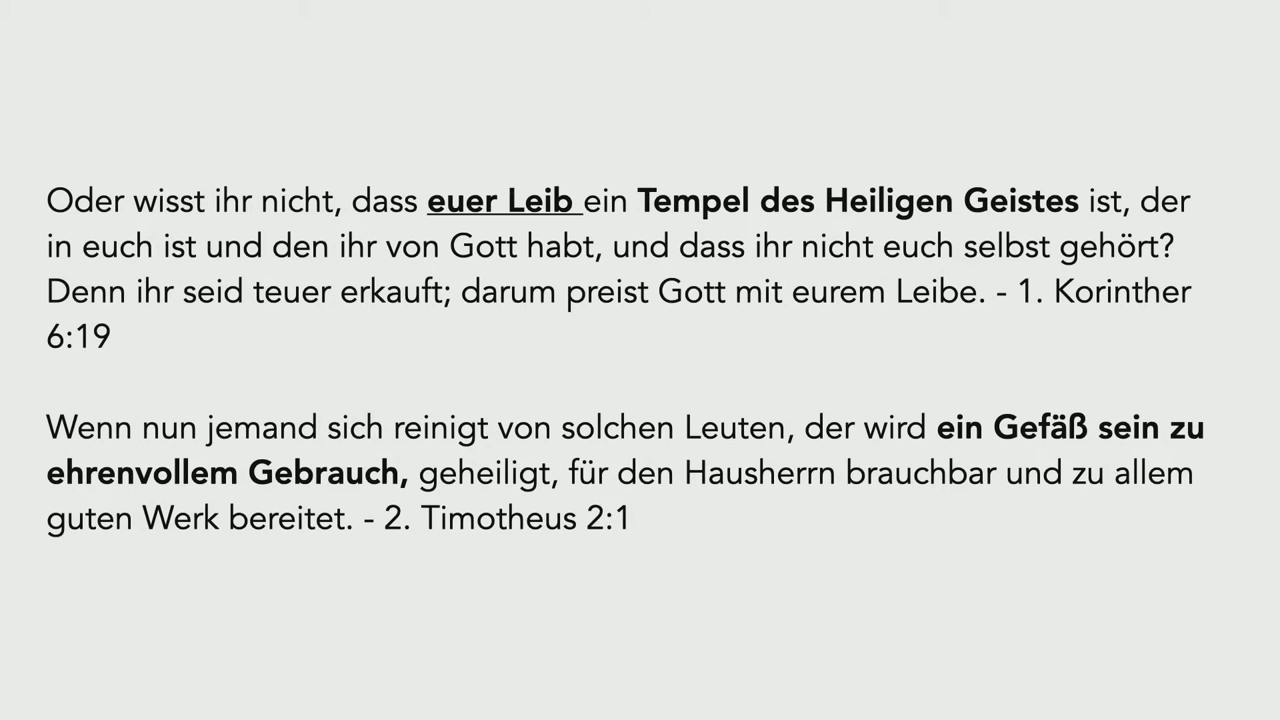 Oder wisst ihr nicht, dass euer Leib ein Tempel des Heiligen Geistes ist, der
in euch ist und den ihr von Gott habt, und dass ihr nicht euch selbst gehört?
Denn ihr seid teuer erkauft; darum preist Gott mit eurem Leibe. - 1. Korinther
6:19
Wenn nun jemand sich reinigt von solchen Leuten, der wird ein Gefäß sein zu
ehrenvollem Gebrauch, geheiligt, für den Hausherrn brauchbar und zu allem
guten Werk bereitet. - 2. Timotheus 2:1